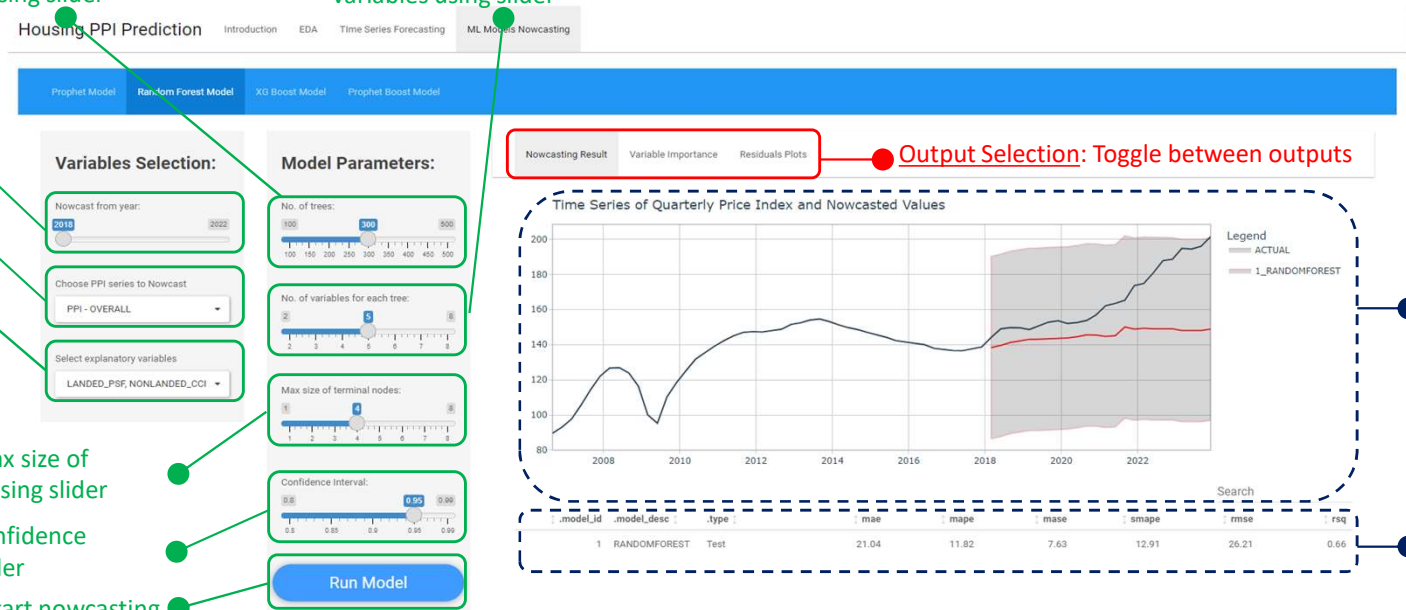 sing slider
variables using slider
Housing PPI Prediction
Introduction
EDA
Time Series Forecasting
ML Models Nowcasting
Prophet Model
Random Forest Model
XG Boost Model
Prophet Boost Model
Variables Selection:
Nowcast from year:
2018
2022
Choose PPI series to Nowcast
PPI - OVERALL
Select explanatory variables
LANDED_PSF, NONLANDED_CCI
Model Parameters:
No. of trees:
100 300 500
100 150 200 250 300 350 400 450 500
No. of variables for each tree:
2 5 8
2 3 4 5 6 7 8
Max size of terminal nodes:
1 4 8
1 2 3 4 5 6 7 8
Confidence Interval:
0.8 0.95 0.99
0.8 0.85 0.9 0.95 0.99
Run Model
ax size of
sing slider
nfidence
der
tart nowcasting
Nowcasting Result
Variable Importance
Residuals Plots
Output Selection: Toggle between outputs
Time Series of Quarterly Price Index and Nowcasted Values
200
180
160
140
120
100
80
2008 2010 2012 2014 2016 2018 2020 2022
Legend
ACTUAL
1_RANDOMFOREST
Search
.model_id .model_desc .type mae mape mase smape rmse rsq
1 RANDOMFOREST Test 21.04 11.82 7.63 12.91 26.21 0.66